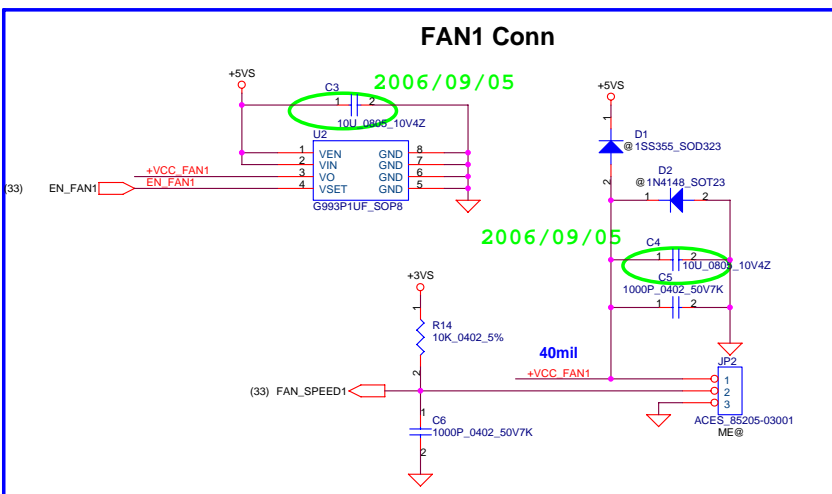 FAN1 Conn
+5VS
C3
2006/09/05
1 2
10U_0805_10V4Z
U2
1 VEN GND 8
2 VIN GND 7
3 VO GND 6
4 VSET GND 5
G993P1UF_SOP8
+VCC_FAN1
(33) EN_FAN1
EN_FAN1
+5VS
1
D1
@1SS355_SOD323
2
D2
@1N4148_SOT23
1 2
2006/09/05
C4
1 2
10U_0805_10V4Z
C5
1000P_0402_50V7K
1 2
+3VS
1
R14
10K_0402_5%
2
40mil
+VCC_FAN1
(33) FAN_SPEED1
JP2
1
2
3
ACES_85205-03001
ME@
1
C6
1000P_0402_50V7K
2